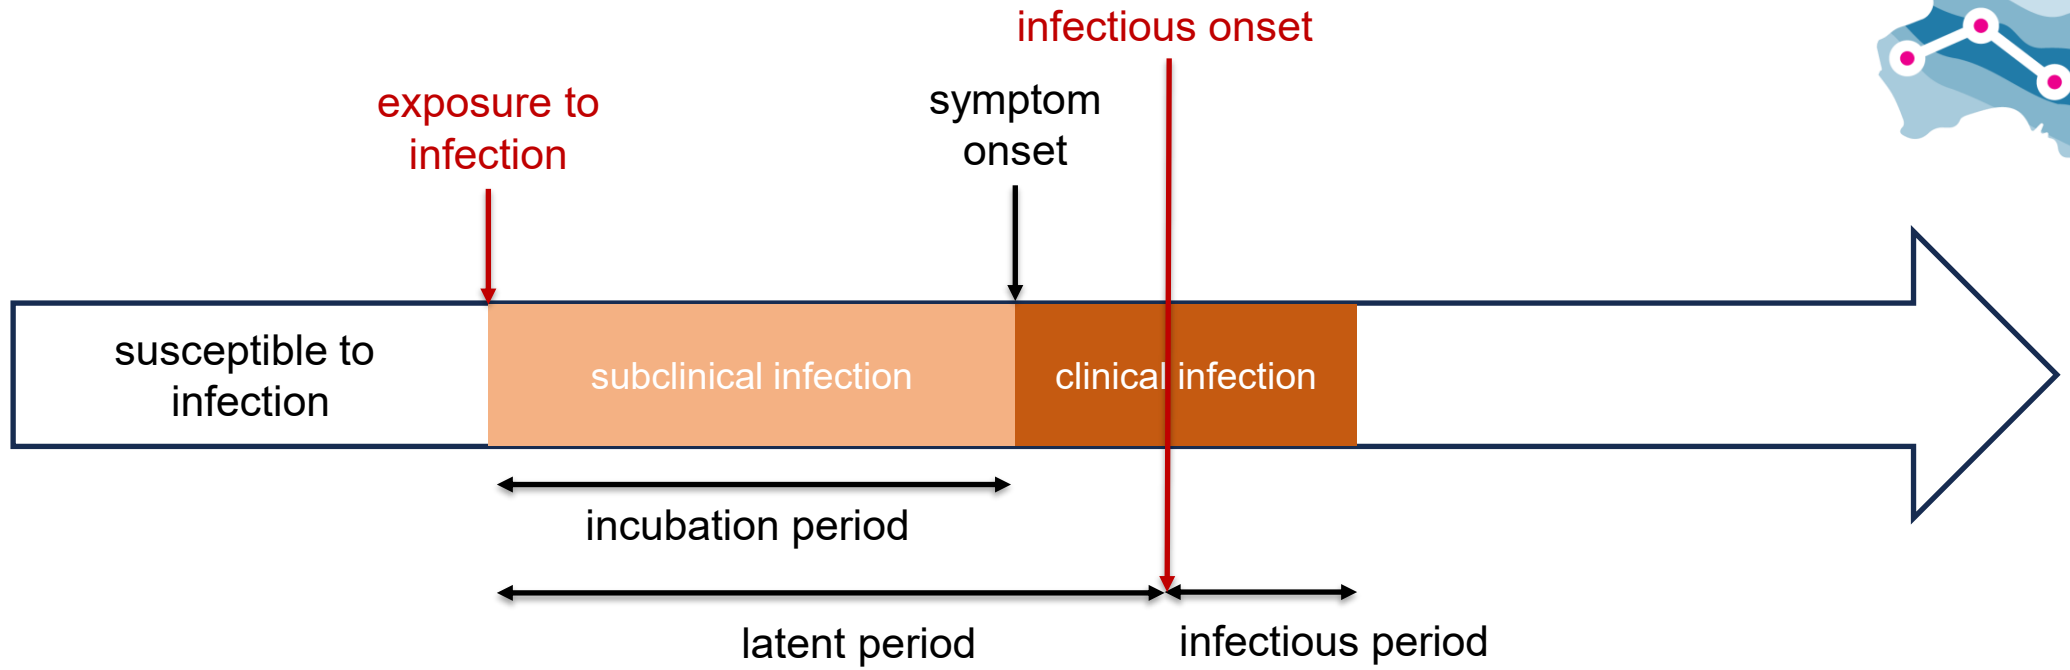 infectious onset
exposure to
infection
symptom
onset
susceptible to
infection
subclinical infection
clinical infection
incubation period
latent period
infectious period